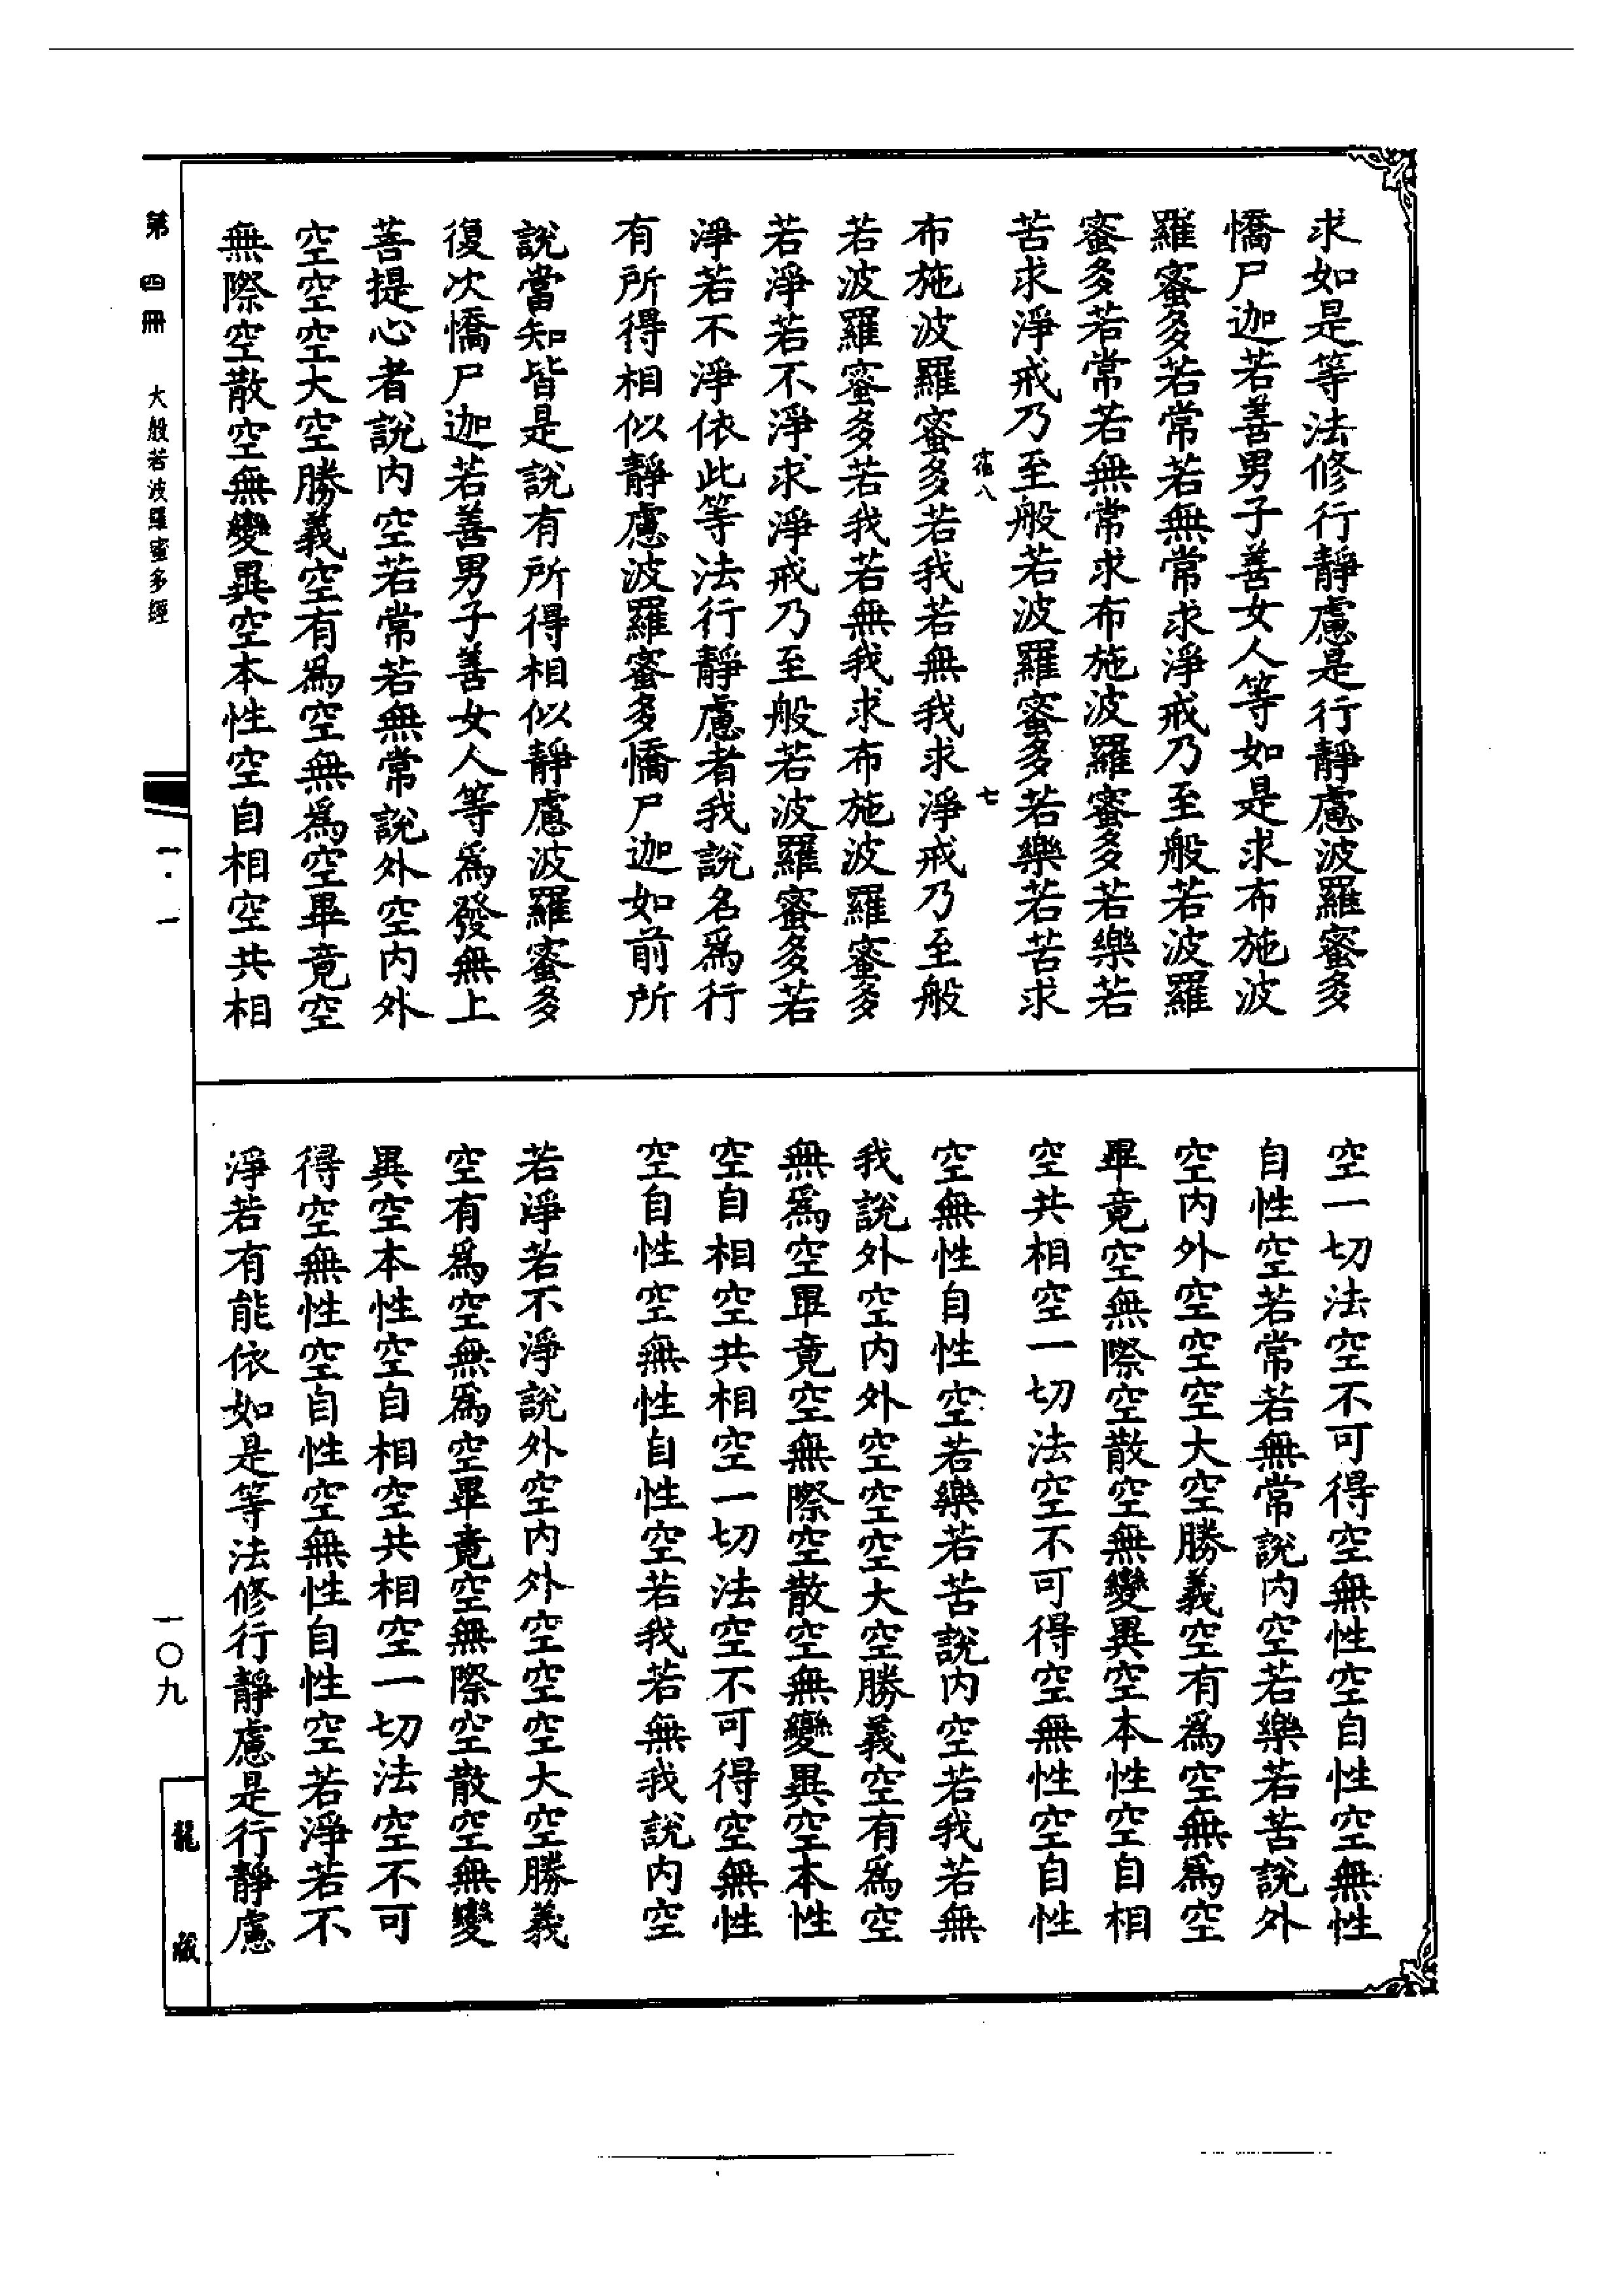 求如是等法修行靜慮是行靜慮波羅蜜多
憍尸迦若善男子善女人等如是求布施波
羅蜜多若常若無常求淨戒乃至般若波羅
蜜多若常若無常求布施波羅蜜多若樂若
苦求淨戒乃至般若波羅蜜多若樂若苦求
宿八 七
布施波羅蜜多若我若無我求淨戒乃至般
若波羅蜜多若我若無我求布施波羅蜜多
若淨若不淨求淨戒乃至般若波羅蜜多若
淨若不淨依此等法行靜慮者我說名爲行
有所得相似靜慮波羅蜜多憍尸迦如前所
說當知皆是說有所得相似靜慮波羅蜜多
復次憍尸迦若善男子善女人等爲發無上
菩提心者說內空若常若無常說外空內外
空空空大空勝義空有爲空無爲空畢竟空
無際空散空無變異空本性空自相空共相
空一切法空不可得空無性空自性空無性
自性空若常若無常說內空若樂若苦說外
空內外空空空大空勝義空有爲空無爲空
畢竟空無際空散空無變異空本性空自相
空共相空一切法空不可得空無性空自性
空無性自性空若樂若苦說內空若我若無
我說外空內外空空空大空勝義空有爲空
無爲空畢竟空無際空散空無變異空本性
空自相空共相空一切法空不可得空無性
空自性空無性自性空若我若無我說內空
若淨若不淨說外空內外空空空大空勝義
空有爲空無爲空畢竟空無際空散空無變
異空本性空自相空共相空一切法空不可
得空無性空自性空無性自性空若淨若不
淨若有能依如是等法修行靜慮是行靜慮
第四冊 大般若波羅蜜多經
一·一
一〇九
龍藏